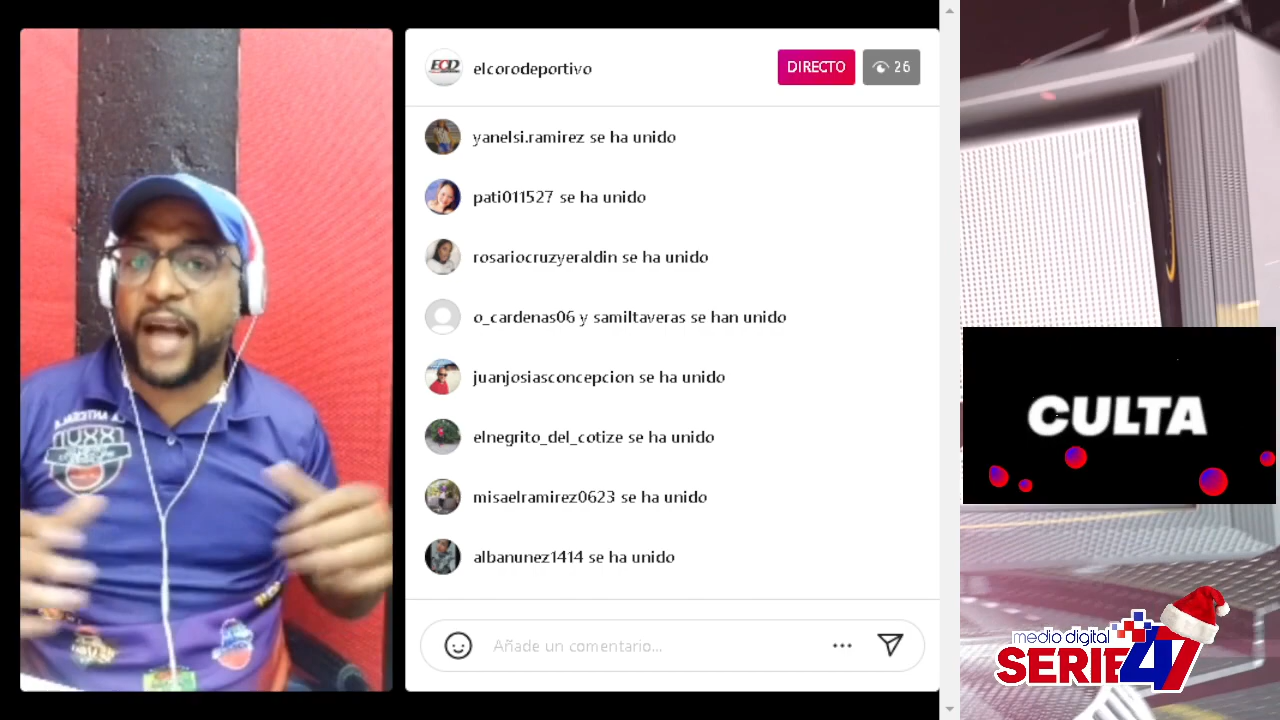 elcorodeportivo
DIRECTO
26
yanelsi.ramirez se ha unido
pati011527 se ha unido
rosariocruzyeraldin se ha unido
o_cardenas06 y samiltaveras se han unido
juanjosiasconcepcion se ha unido
elnegrito_del_cotize se ha unido
misaelramirez0623 se ha unido
albanunez1414 se ha unido
Añade un comentario...
ECD
CULTA
medio digital
SERIE47